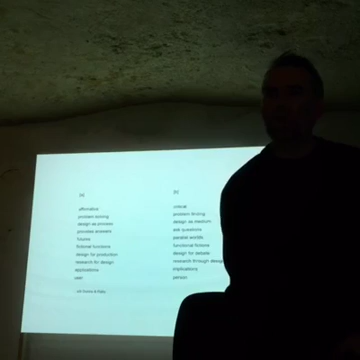 (a)
affirmative
problem solving
design as process
provides answers
futures
fictional functions
design for production
research for design
applications
user
(b)
critical
problem finding
design as medium
ask questions
parallel worlds
functional fictions
design for debate
research through design
implications
person